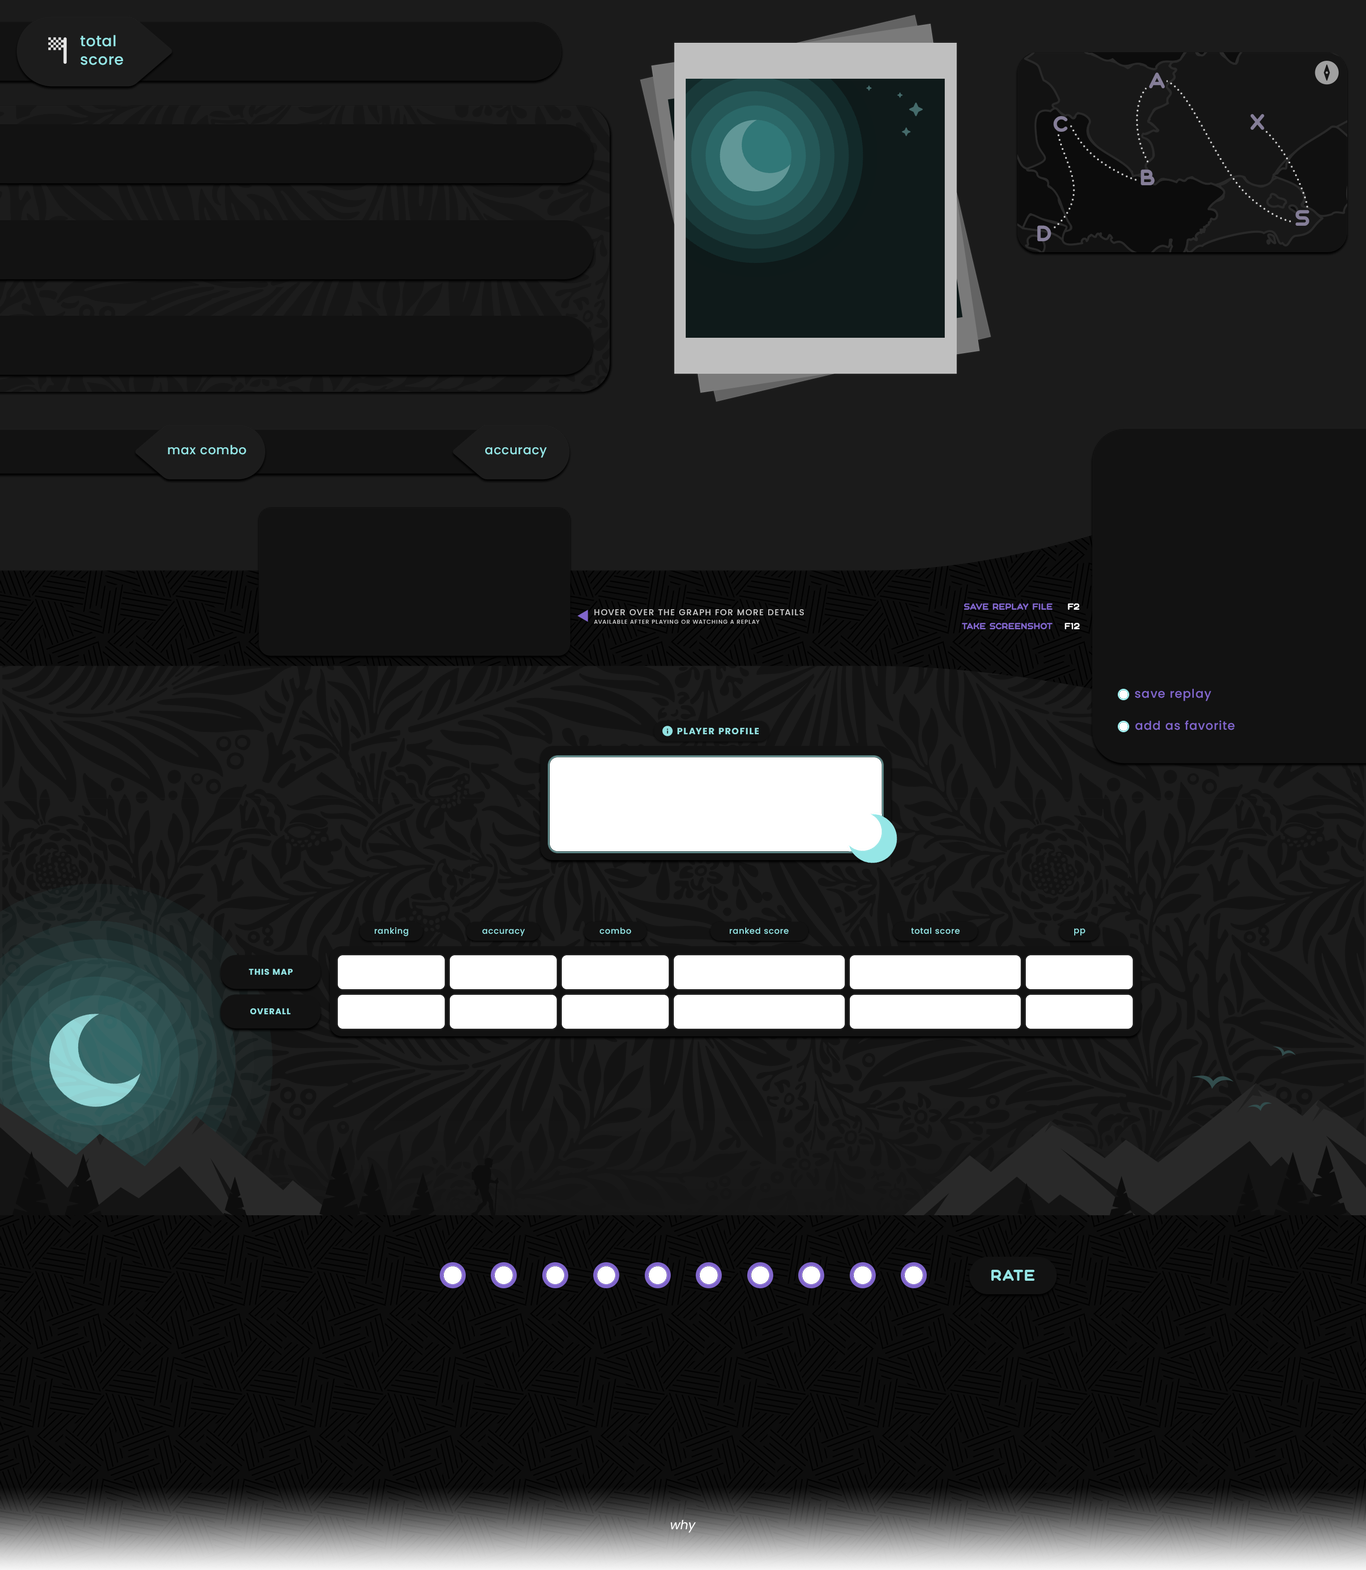 total
score
A
C
X
B
S
D
max combo
accuracy
HOVER OVER THE GRAPH FOR MORE DETAILS
AVAILABLE AFTER PLAYING OR WATCHING A REPLAY
SAVE REPLAY FILE F2
TAKE SCREENSHOT F12
save replay
add as favorite
PLAYER PROFILE
ranking accuracy combo ranked score total score pp
THIS MAP
OVERALL
RATE
why